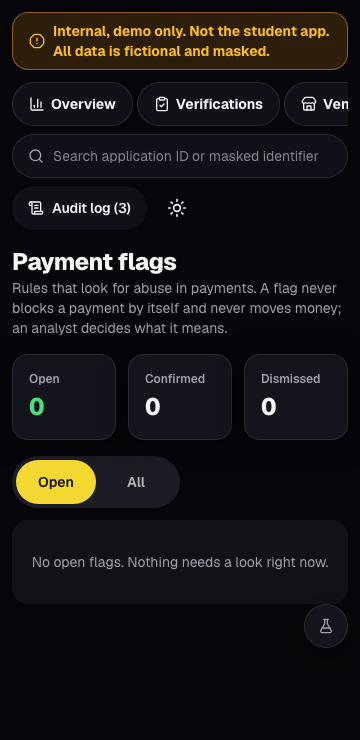 Internal, demo only. Not the student app.
All data is fictional and masked.
Overview
Verifications
Ven
Search application ID or masked identifier
Audit log (3)
Payment flags
Rules that look for abuse in payments. A flag never
blocks a payment by itself and never moves money;
an analyst decides what it means.
Open
Confirmed
Dismissed
0
0
0
Open
All
No open flags. Nothing needs a look right now.